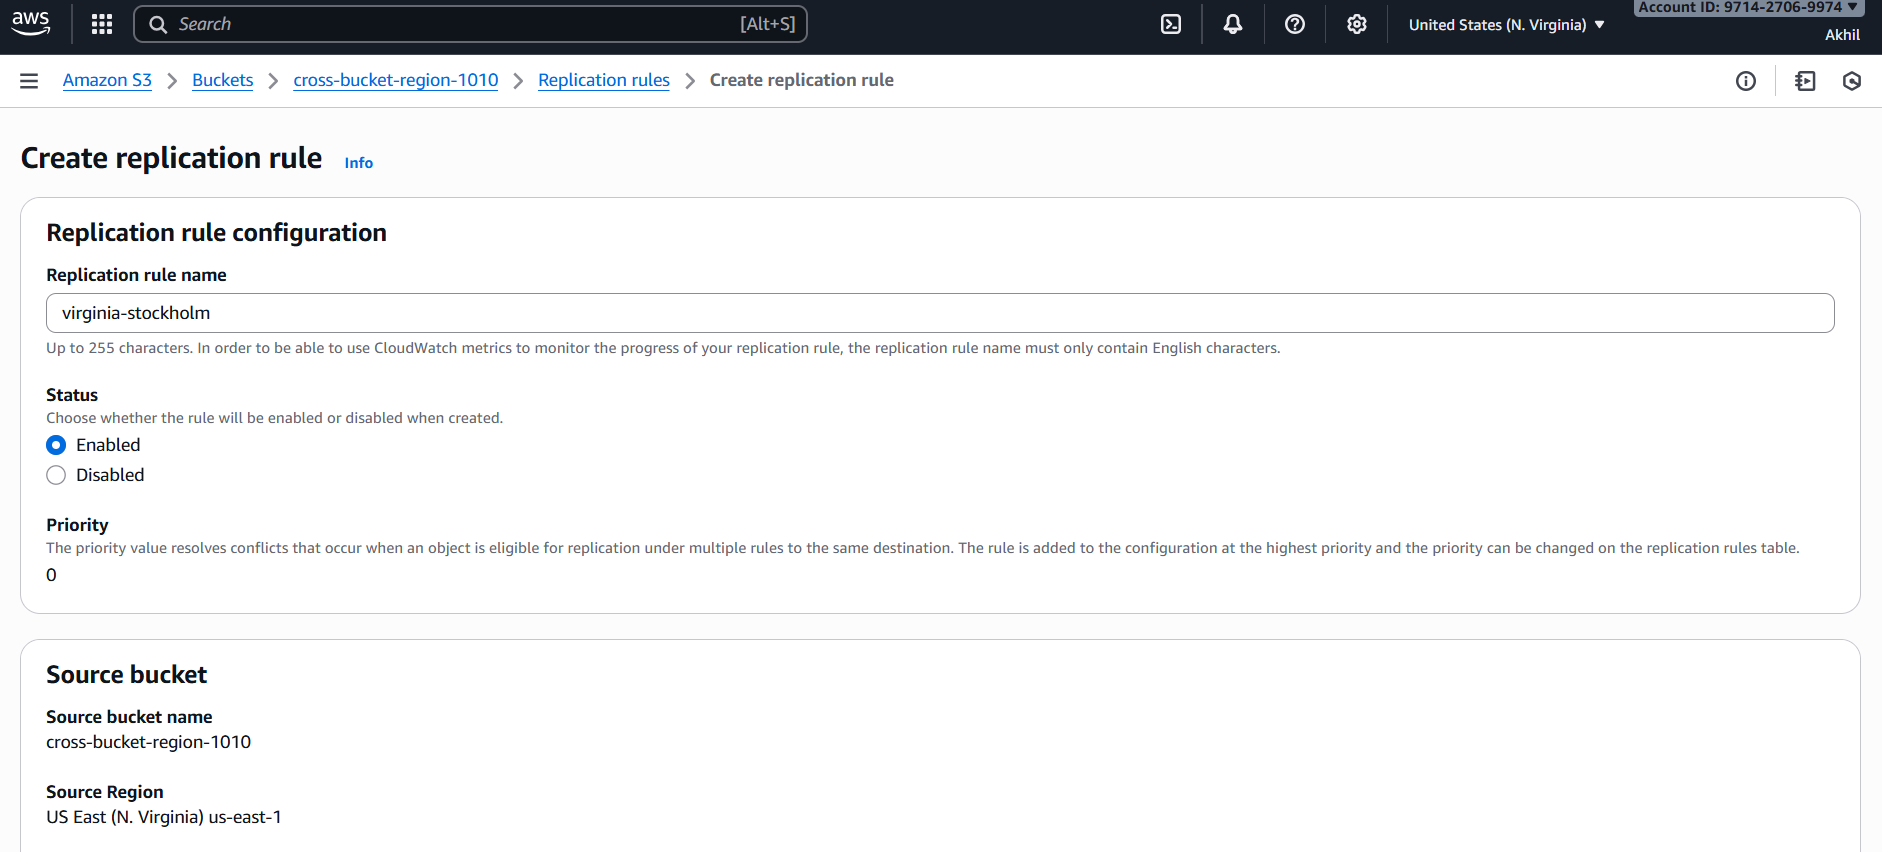 aws
Search [Alt+S]
United States (N. Virginia)
Account ID: 9714-2706-9974
Akhil
Amazon S3 Buckets cross-bucket-region-1010 Replication rules Create replication rule
Create replication rule Info
Replication rule configuration
Replication rule name
virginia-stockholm
Up to 255 characters. In order to be able to use CloudWatch metrics to monitor the progress of your replication rule, the replication rule name must only contain English characters.
Status
Choose whether the rule will be enabled or disabled when created.
Enabled
Disabled
Priority
The priority value resolves conflicts that occur when an object is eligible for replication under multiple rules to the same destination. The rule is added to the configuration at the highest priority and the priority can be changed on the replication rules table.
0
Source bucket
Source bucket name
cross-bucket-region-1010
Source Region
US East (N. Virginia) us-east-1